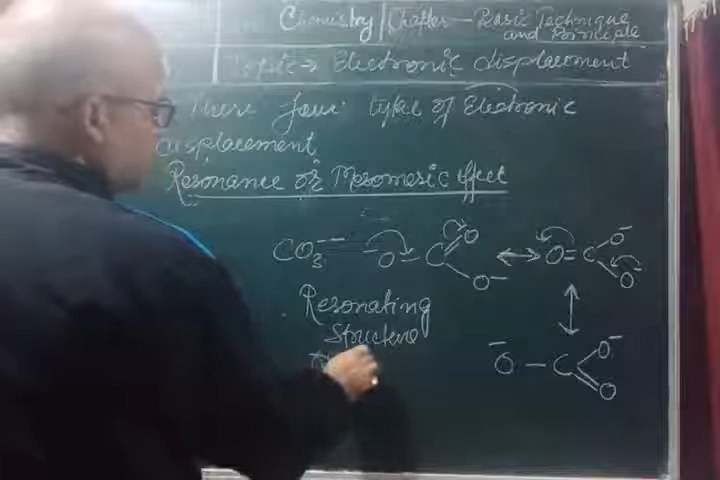 Chemistry | Chapter — Basic Technique and Principle
Topic → Electronic displacement
There four types of Electronic
displacement
Resonance or Mesomeric effect
CO₃⁻⁻
O C O O⁻ ↔ O = C O⁻ O
↕
Resonating
Structure
⁻O — C O⁻ O